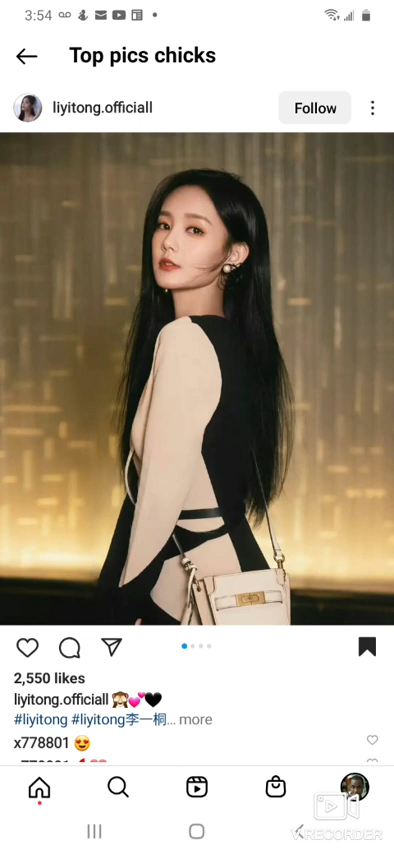 3:54
Top pics chicks
liyitong.officiall
Follow
2,550 likes
liyitong.officiall 🙈💕🖤
#liyitong #liyitong李一桐... more
x778801 😍
V RECORDER